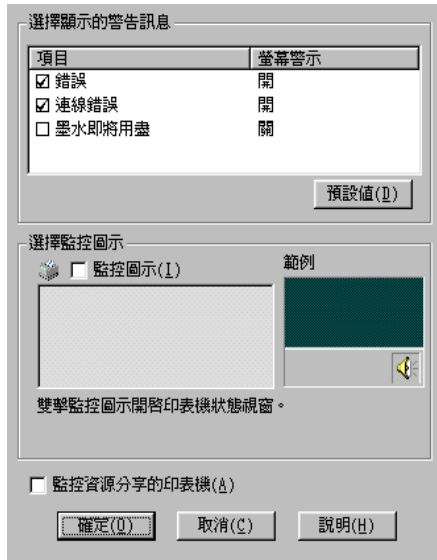 選擇顯示的警告訊息
項目 螢幕警示
錯誤 開
連線錯誤 開
墨水即將用盡 關
預設值(D)
選擇監控圖示
監控圖示(I) 範例
雙擊監控圖示開啓印表機狀態視窗。
監控資源分享的印表機(A)
確定(O) 取消(C) 說明(H)